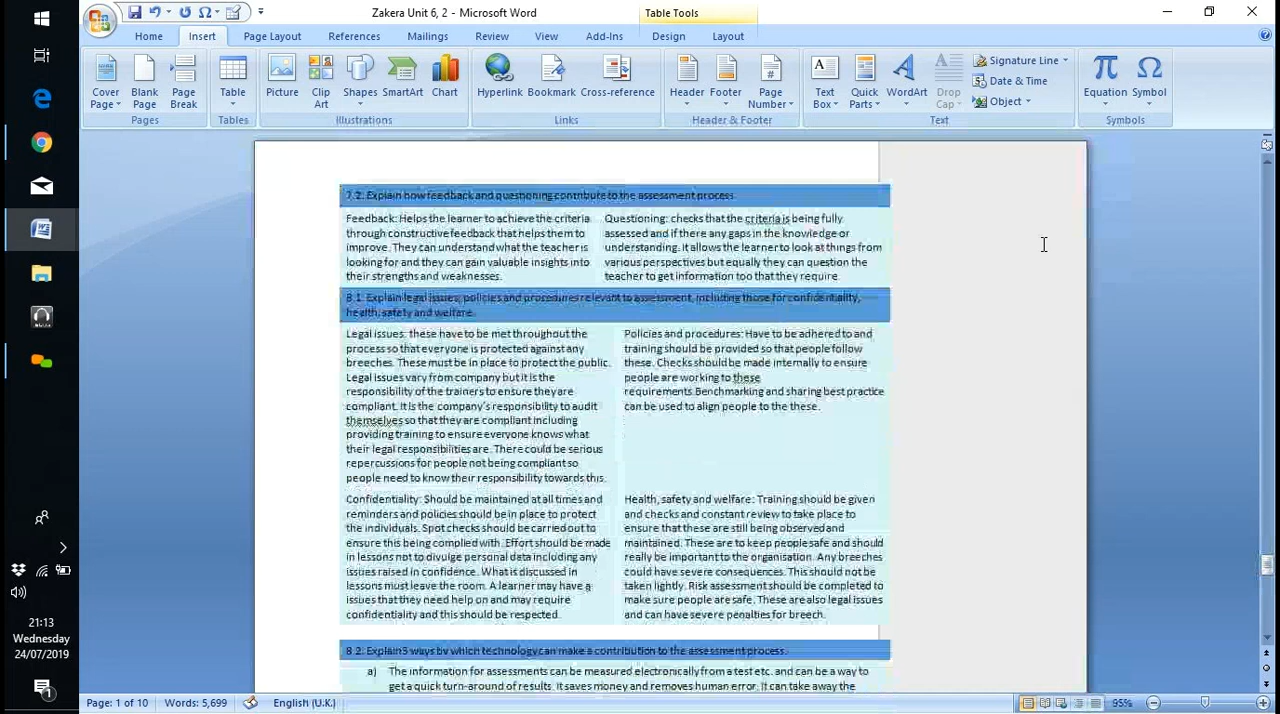 Zakera Unit 6, 2 - Microsoft Word
Table Tools
Home Insert Page Layout References Mailings Review View Add-Ins Design Layout
Cover Page
Blank Page
Page Break
Table
Picture
Clip Art
Shapes
SmartArt
Chart
Hyperlink
Bookmark
Cross-reference
Header
Footer
Page Number
Text Box
Quick Parts
WordArt
Drop Cap
Signature Line
Date & Time
Object
Equation
Symbol
Pages Tables Illustrations Links Header & Footer Text Symbols
7.2. Explain how feedback and questioning contribute to the assessment process.
Feedback: Helps the learner to achieve the criteria
through constructive feedback that helps them to
improve. They can understand what the teacher is
looking for and they can gain valuable insights into
their strengths and weaknesses.
Questioning: checks that the criteria is being fully
assessed and if there any gaps in the knowledge or
understanding. It allows the learner to look at things from
various perspectives but equally they can question the
teacher to get information too that they require.
8.1. Explain legal issues, policies and procedures relevant to assessment, including those for confidentiality,
health, safety and welfare.
Legal issues: these have to be met throughout the
process so that everyone is protected against any
breeches. These must be in place to protect the public.
Legal issues vary from company but it is the
responsibility of the trainers to ensure they are
compliant. It is the company's responsibility to audit
themselves so that they are compliant including
providing training to ensure everyone knows what
their legal responsibilities are. There could be serious
repercussions for people not being compliant so
people need to know their responsibility towards this.
Policies and procedures: Have to be adhered to and
training should be provided so that people follow
these. Checks should be made internally to ensure
people are working to these
requirements.Benchmarking and sharing best practice
can be used to align people to the these.
Confidentiality: Should be maintained at all times and
reminders and policies should be in place to protect
the individuals. Spot checks should be carried out to
ensure this being complied with. Effort should be made
in lessons not to divulge personal data including any
issues raised in confidence. What is discussed in
lessons must leave the room. A learner may have a
issues that they need help on and may require
confidentiality and this should be respected.
Health, safety and welfare: Training should be given
and checks and constant review to take place to
ensure that these are still being observed and
maintained. These are to keep people safe and should
really be important to the organisation. Any breeches
could have severe consequences. This should not be
taken lightly. Risk assessment should be completed to
make sure people are safe. These are also legal issues
and can have severe penalties for breech.
8.2. Explain 3 ways by which technology can make a contribution to the assessment process.
a) The information for assessments can be measured electronically from a test etc. and can be a way to
get a quick turn-around of results. It saves money and removes human error. It can take away the
21:13
Wednesday
24/07/2019
1
Page: 1 of 10 Words: 5,699 English (U.K.) 95%